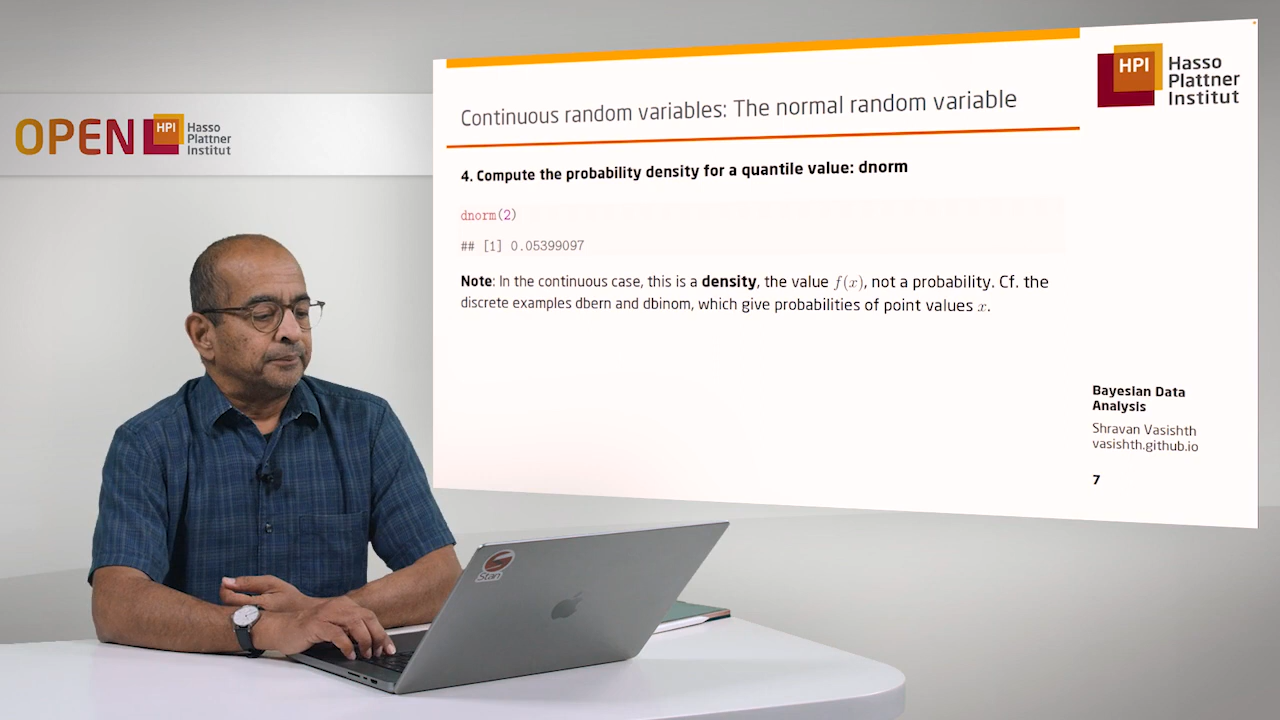 OPEN HPI Hasso
Plattner
Institut
HPI Hasso
Plattner
Institut
Continuous random variables: The normal random variable
4. Compute the probability density for a quantile value: dnorm
dnorm(2)
## [1] 0.05399097
Note: In the continuous case, this is a density, the value f(x), not a probability. Cf. the
discrete examples dbern and dbinom, which give probabilities of point values x.
Bayesian Data
Analysis
Shravan Vasishth
vasishth.github.io
7
Stan